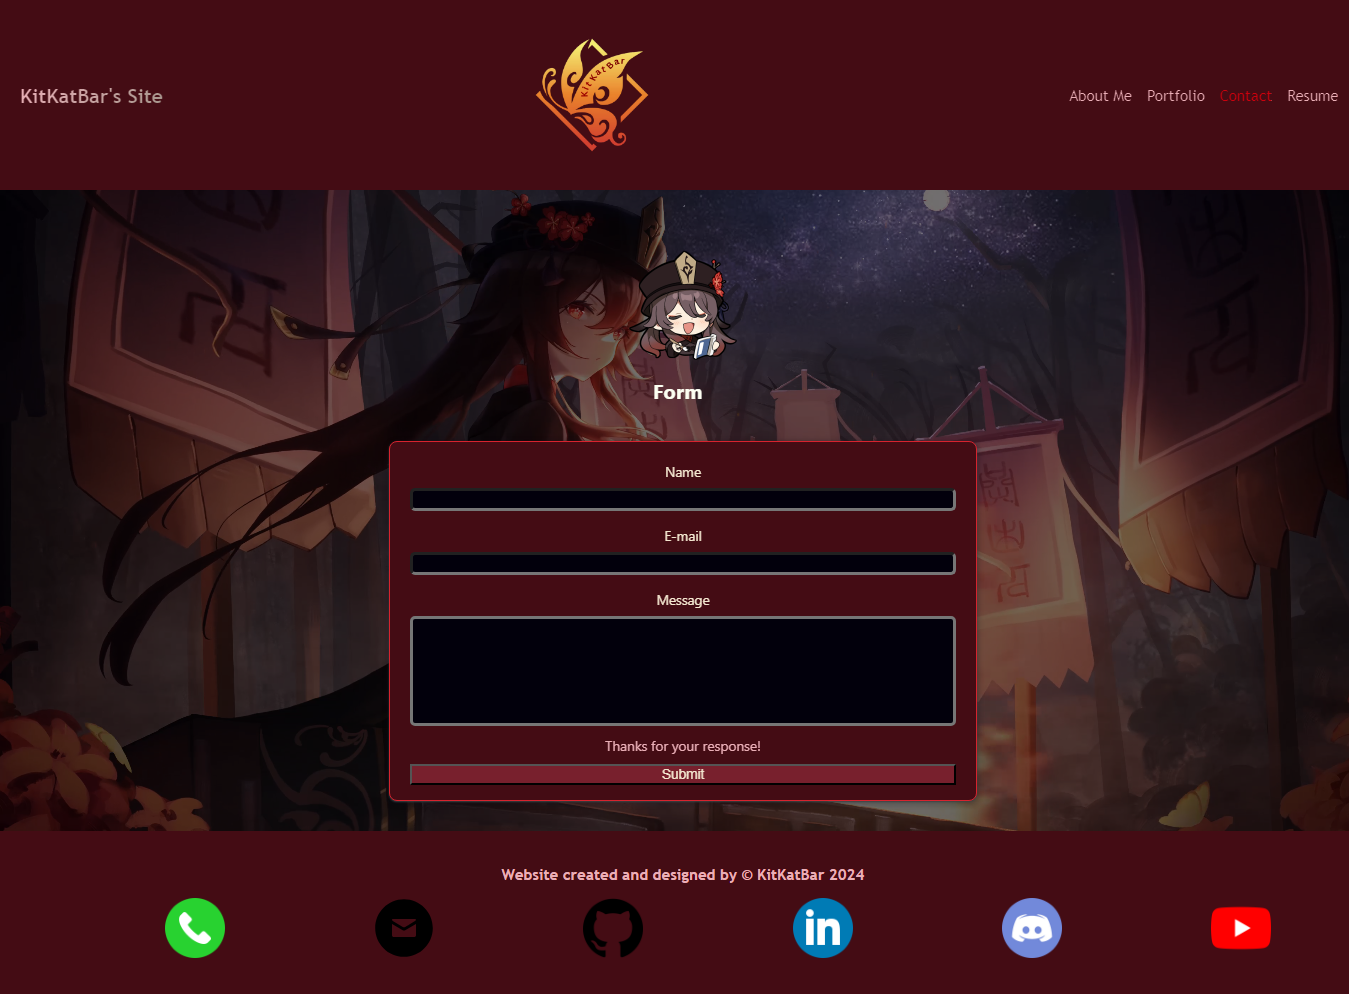 KitKatBar's Site
KitKatBar
About Me
Portfolio
Contact
Resume
Form
Name
E-mail
Message
Thanks for your response!
Submit
Website created and designed by © KitKatBar 2024
in